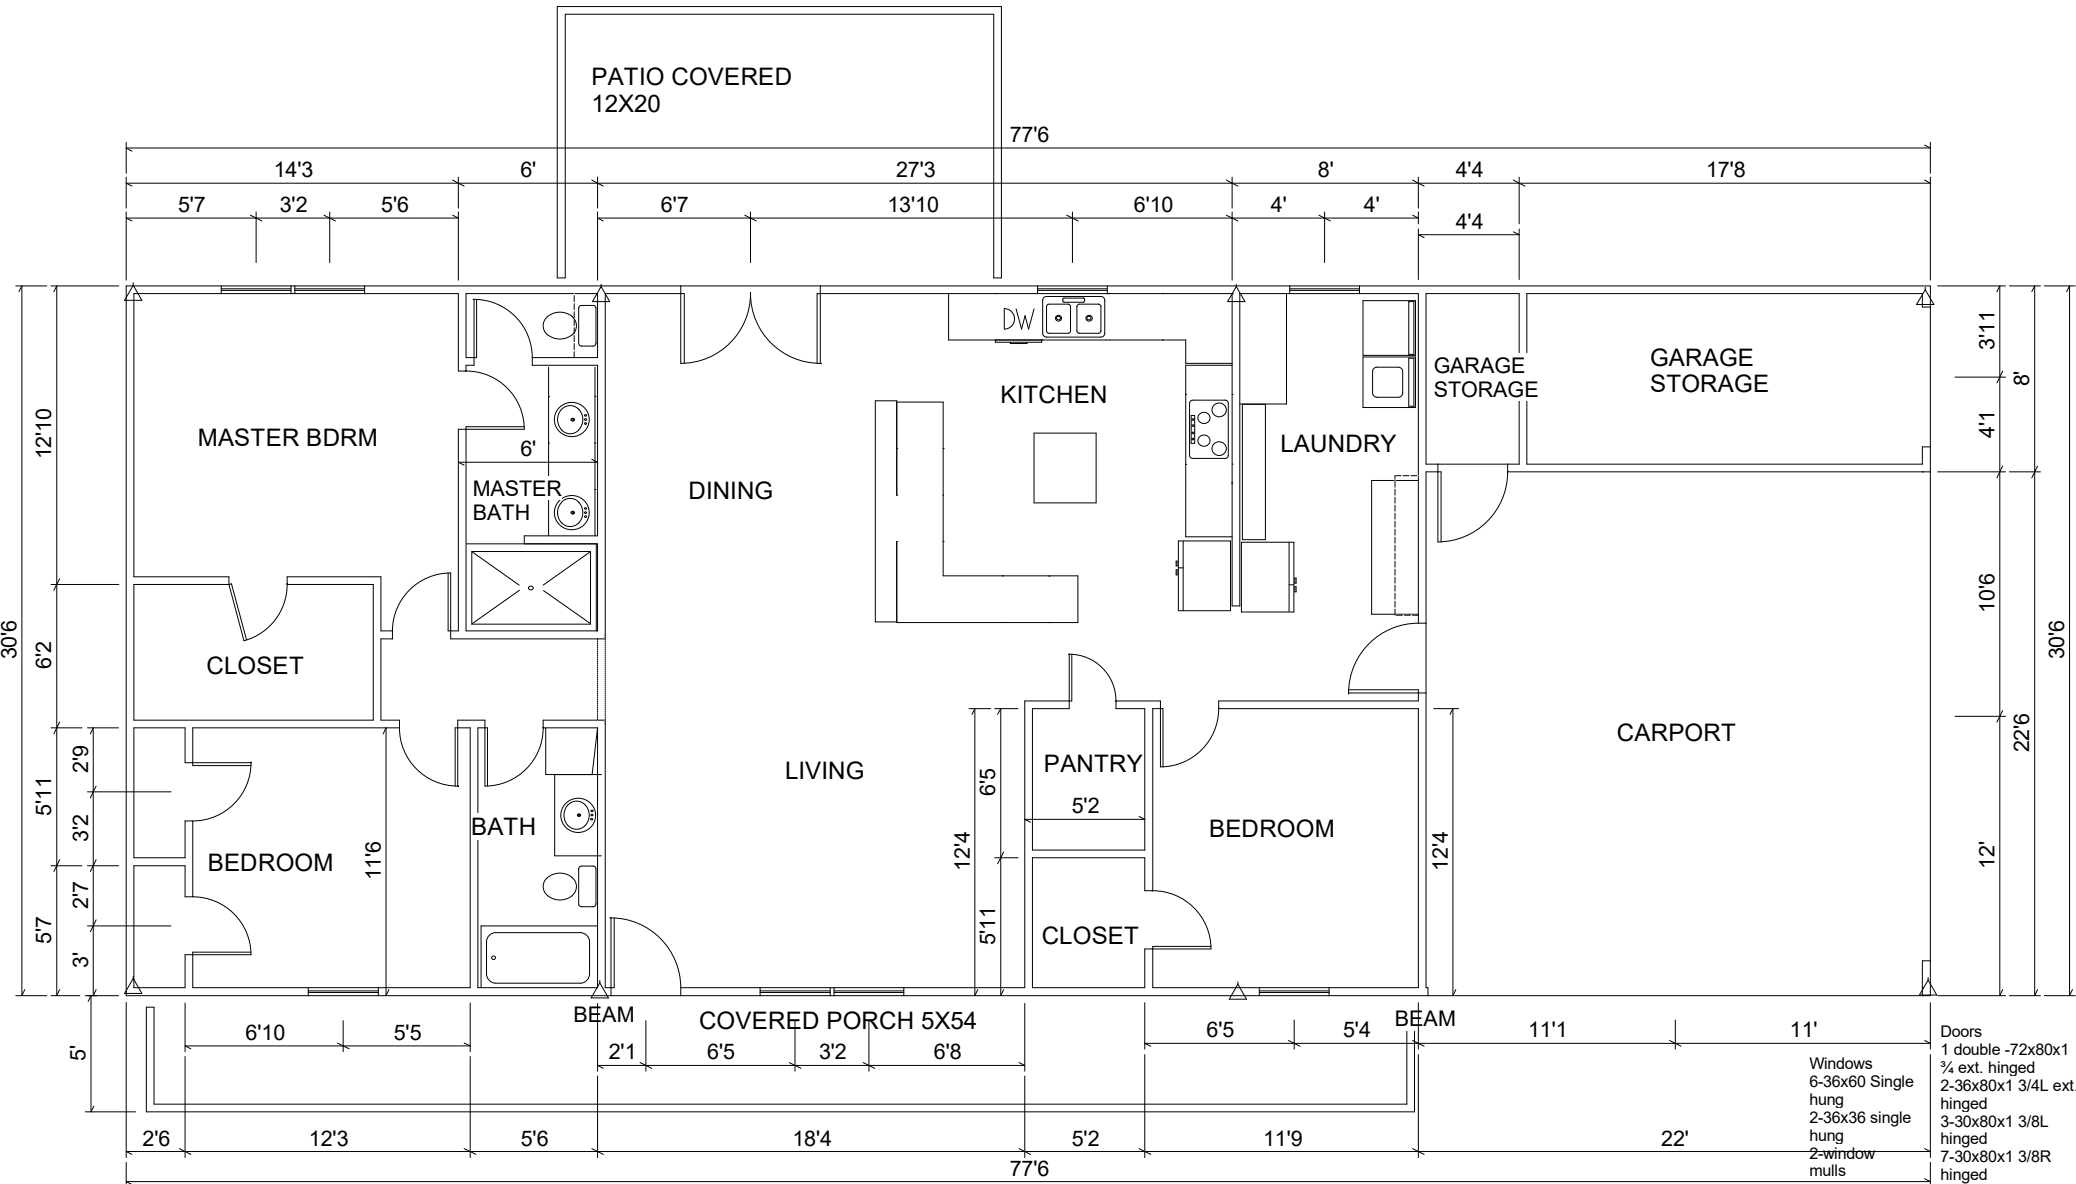 PATIO COVERED
12X20
77'6
14'3 6' 27'3 8' 4'4 17'8
5'7 3'2 5'6 6'7 13'10 6'10 4' 4'
4'4
DW
3'11
GARAGE
STORAGE
GARAGE
STORAGE
8'
KITCHEN
12'10
MASTER BDRM
6'
LAUNDRY
4'1
MASTER
BATH
DINING
10'6
30'6
6'2
CLOSET
30'6
22'6
CARPORT
2'9
LIVING
6'5
PANTRY
5'2
5'11
3'2
BATH
BEDROOM
11'6
12'4
BEDROOM
12'4
12'
2'7
5'7
3'
5'11
CLOSET
BEAM
COVERED PORCH 5X54
BEAM
5'
6'10 5'5
2'1 6'5 3'2 6'8
6'5 5'4
11'1 11'
Windows
6-36x60 Single
hung
2-36x36 single
hung
2-window
mulls
Doors
1 double -72x80x1
¾ ext. hinged
2-36x80x1 3/4L ext.
hinged
3-30x80x1 3/8L
hinged
7-30x80x1 3/8R
hinged
2'6 12'3 5'6 18'4 5'2 11'9 22'
77'6